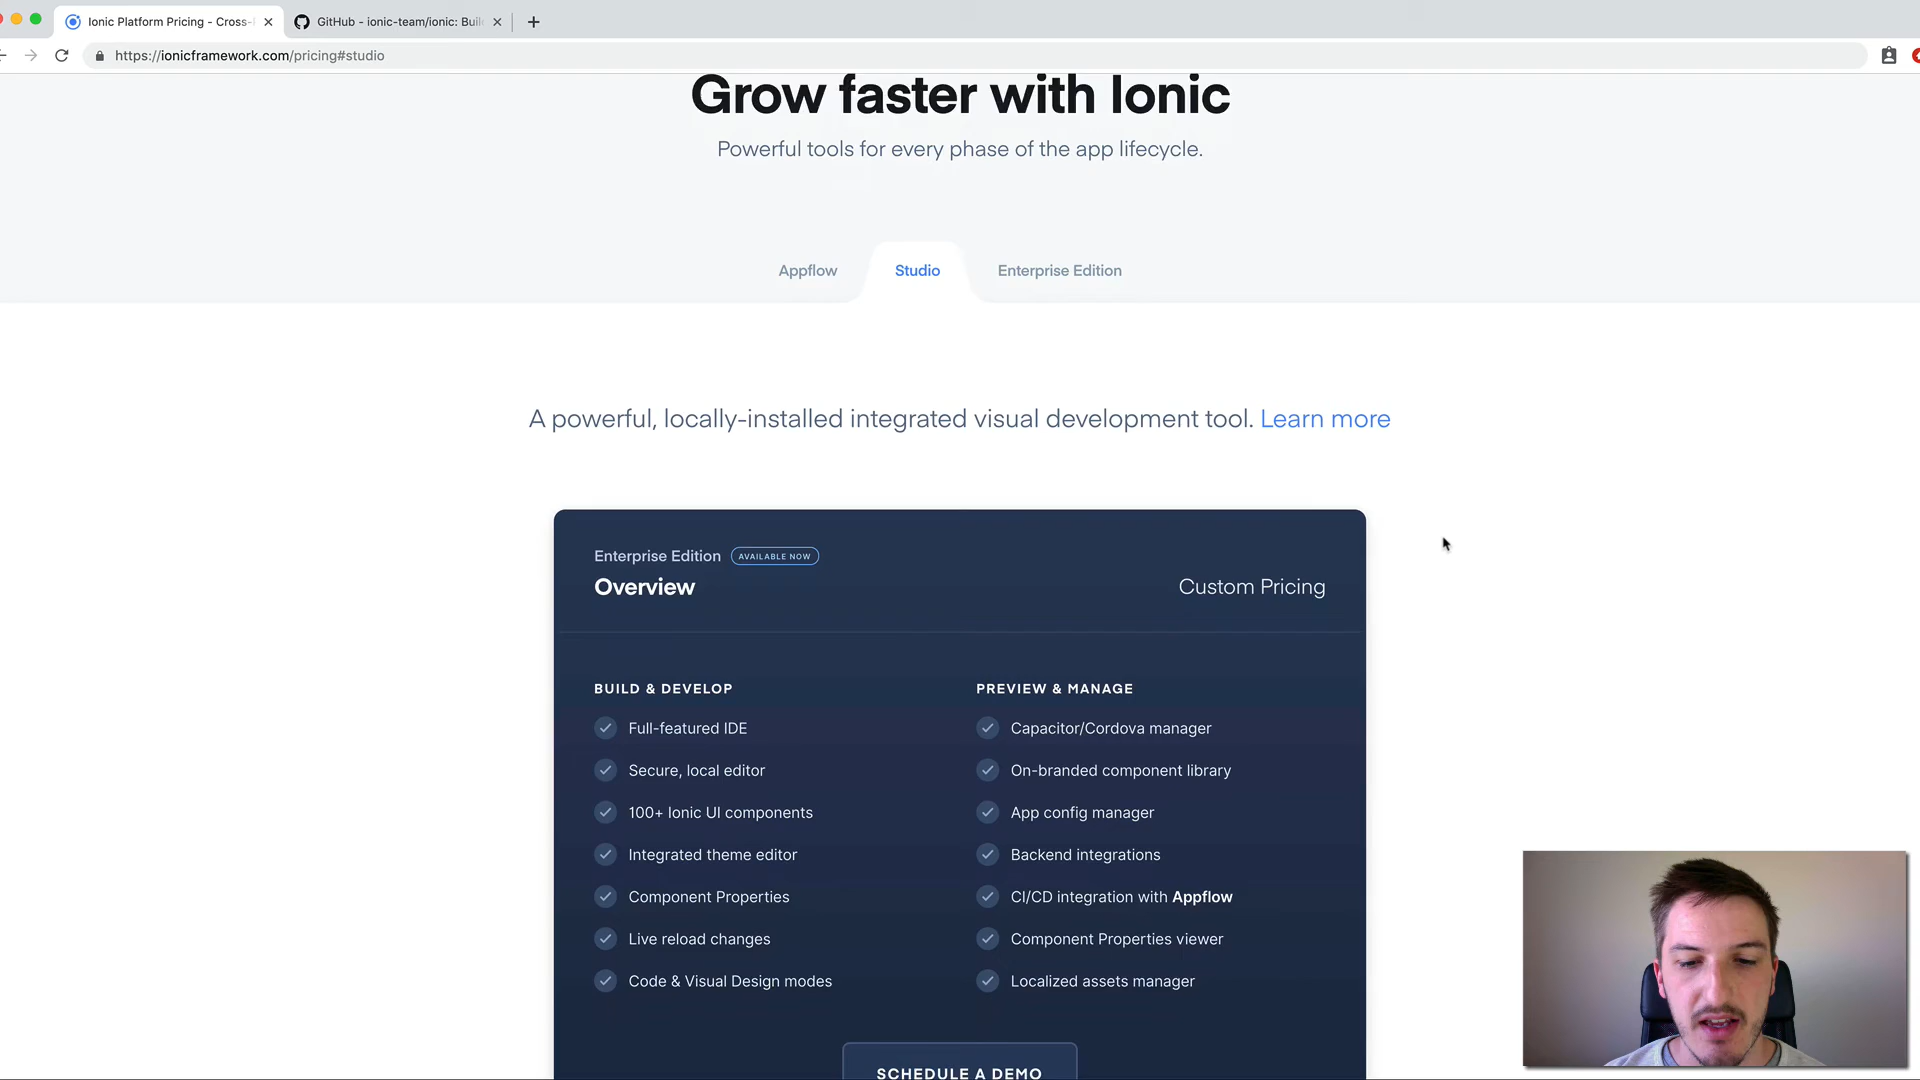 Ionic Platform Pricing - Cross-
GitHub - ionic-team/ionic: Buil
https://ionicframework.com/pricing#studio
Grow faster with Ionic
Powerful tools for every phase of the app lifecycle.
Appflow
Studio
Enterprise Edition
A powerful, locally-installed integrated visual development tool. Learn more
Enterprise Edition
AVAILABLE NOW
Overview
Custom Pricing
BUILD & DEVELOP
Full-featured IDE
Secure, local editor
100+ Ionic UI components
Integrated theme editor
Component Properties
Live reload changes
Code & Visual Design modes
PREVIEW & MANAGE
Capacitor/Cordova manager
On-branded component library
App config manager
Backend integrations
CI/CD integration with Appflow
Component Properties viewer
Localized assets manager
SCHEDULE A DEMO